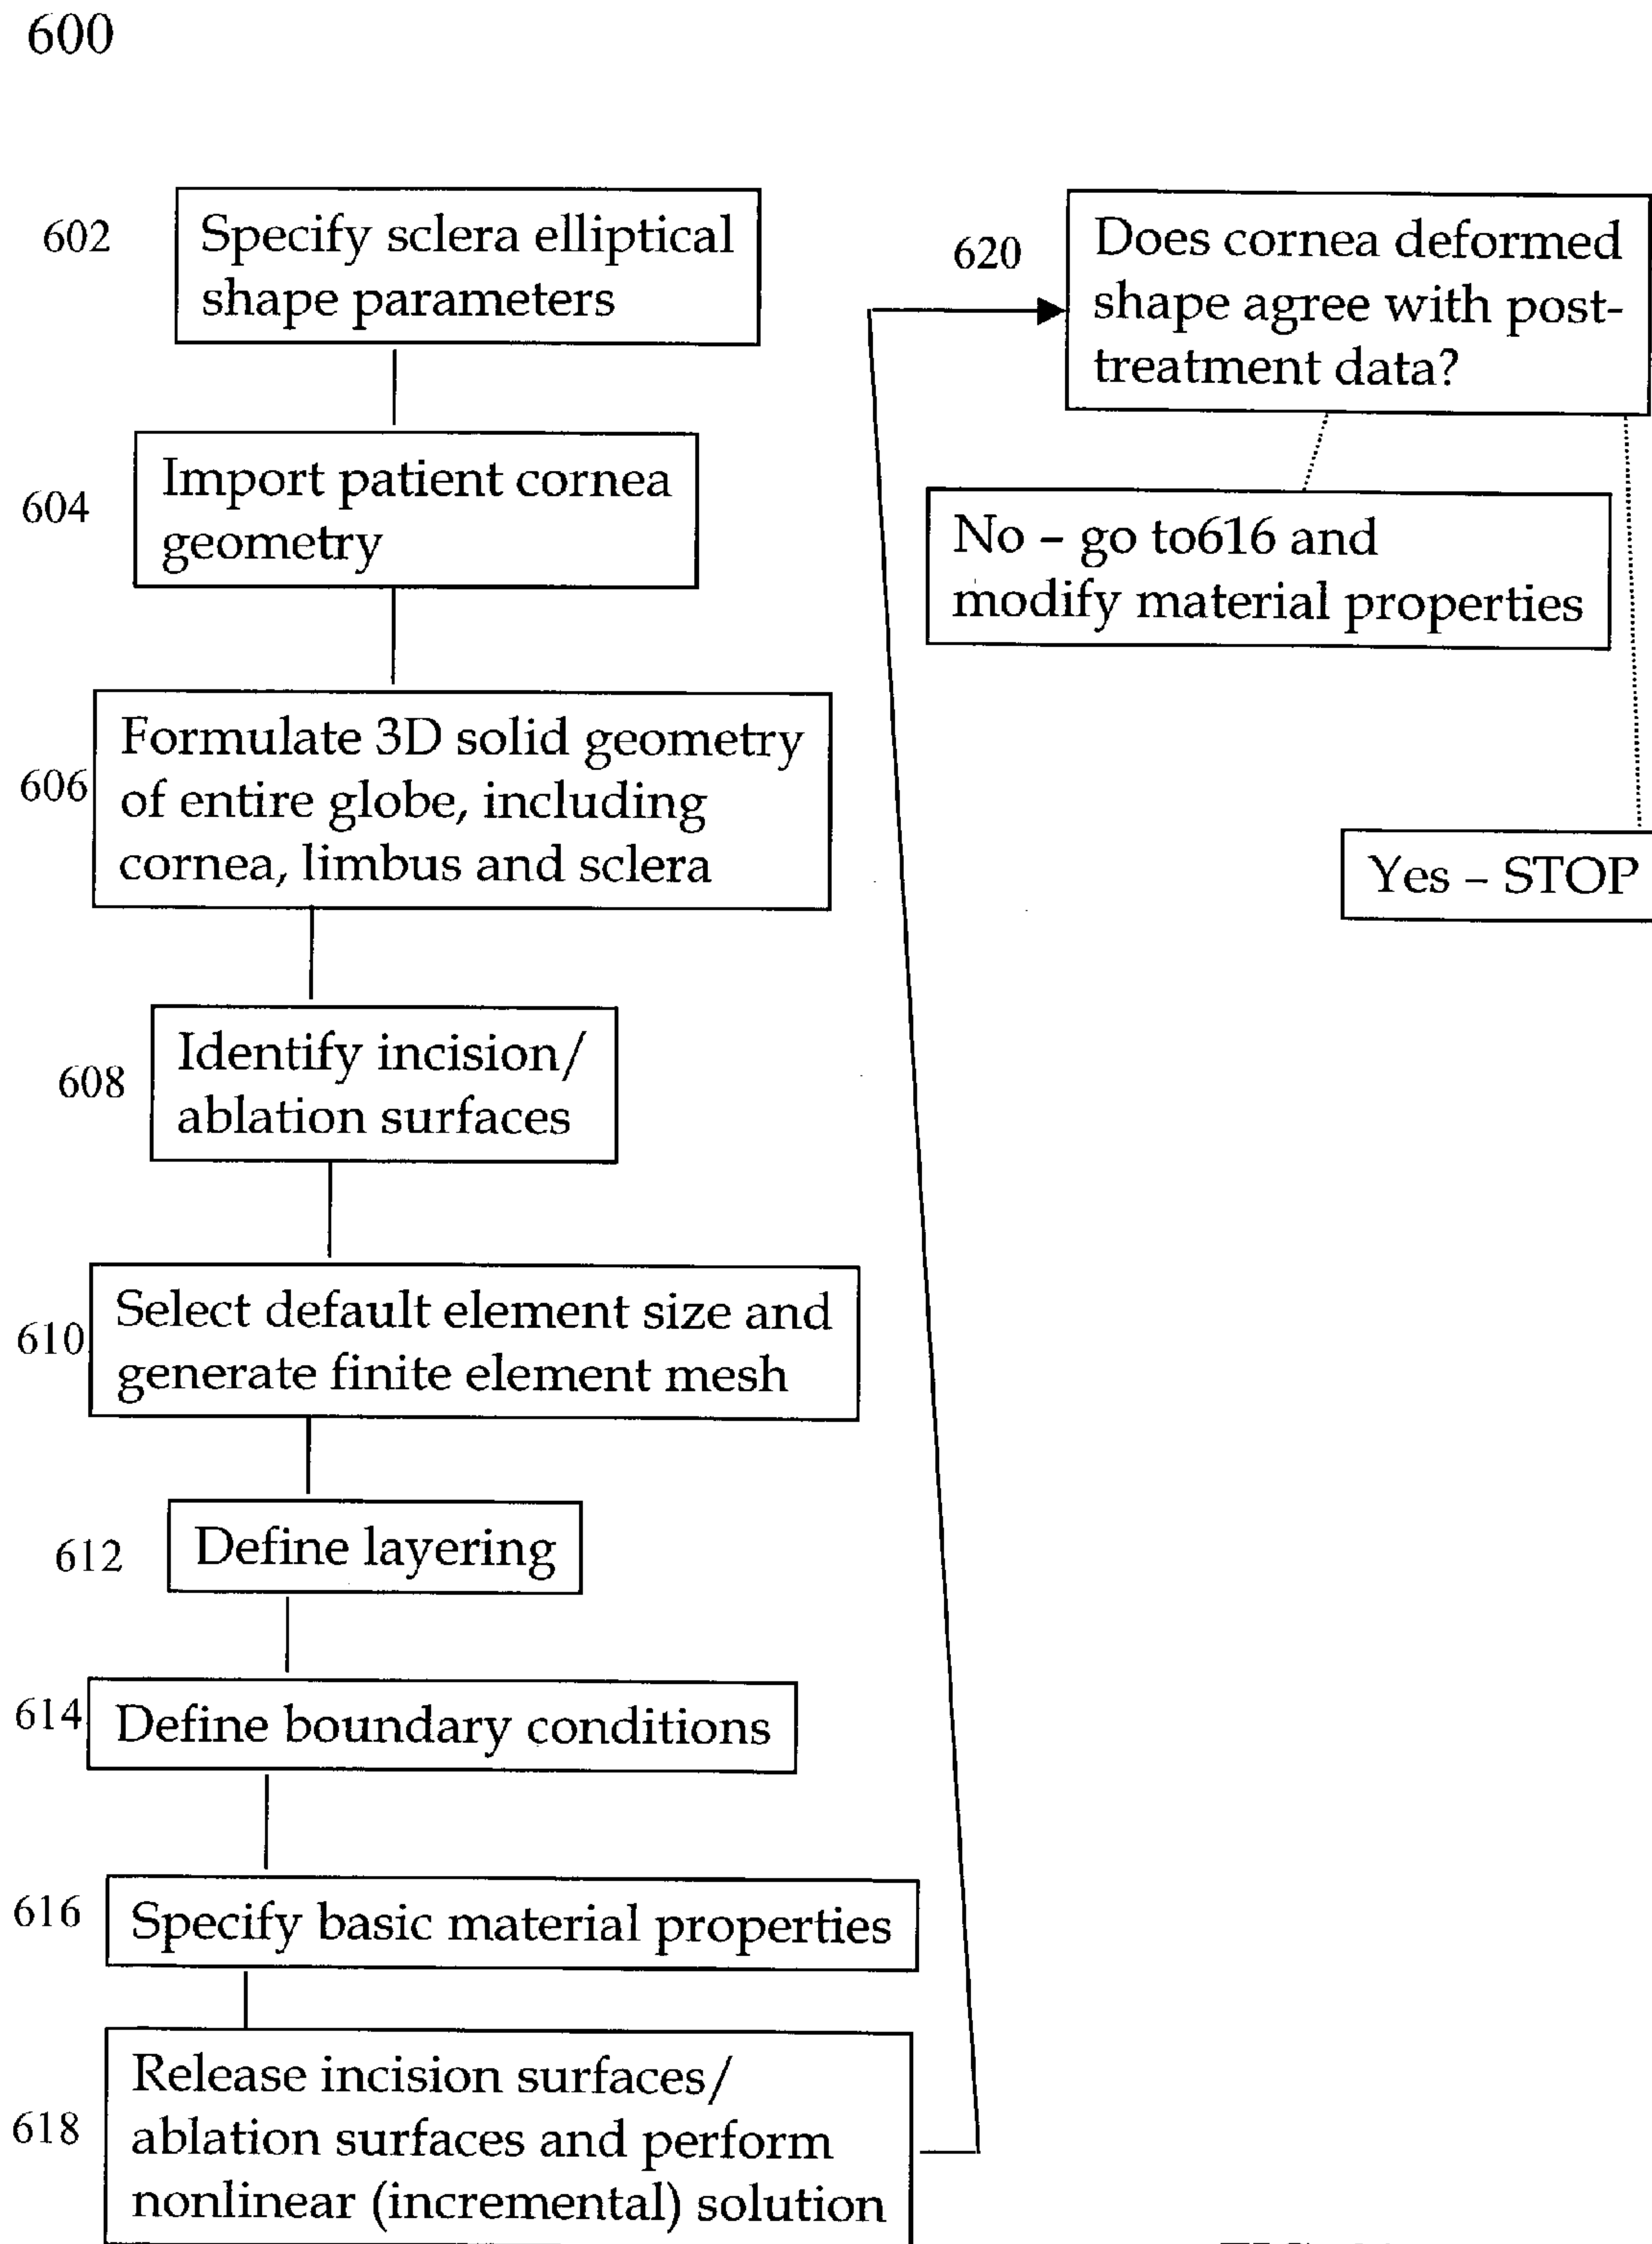 600
602
Specify sclera elliptical
shape parameters
604
Import patient cornea
geometry
606
Formulate 3D solid geometry
of entire globe, including
cornea, limbus and sclera
608
Identify incision/
ablation surfaces
610
Select default element size and
generate finite element mesh
612
Define layering
614
Define boundary conditions
616
Specify basic material properties
618
Release incision surfaces/
ablation surfaces and perform
nonlinear (incremental) solution
620
Does cornea deformed
shape agree with post-
treatment data?
No – go to616 and
modify material properties
Yes – STOP